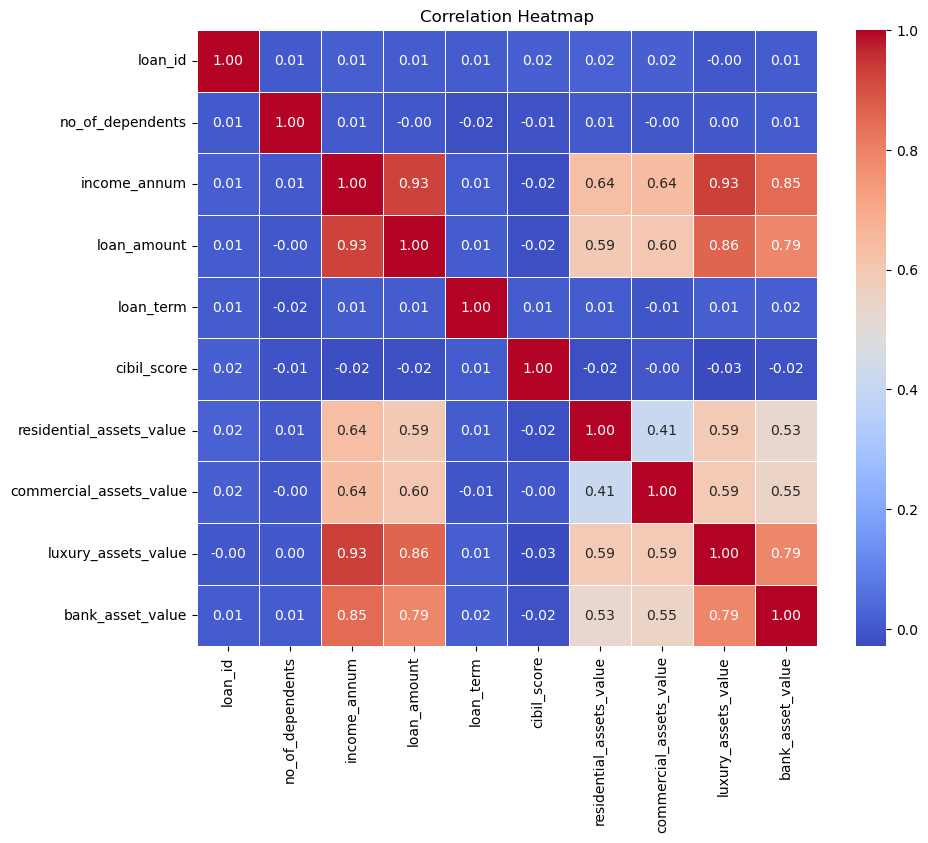 Correlation Heatmap
loan_id 1.00 0.01 0.01 0.01 0.01 0.02 0.02 0.02 -0.00 0.01
no_of_dependents 0.01 1.00 0.01 -0.00 -0.02 -0.01 0.01 -0.00 0.00 0.01
income_annum 0.01 0.01 1.00 0.93 0.01 -0.02 0.64 0.64 0.93 0.85
loan_amount 0.01 -0.00 0.93 1.00 0.01 -0.02 0.59 0.60 0.86 0.79
loan_term 0.01 -0.02 0.01 0.01 1.00 0.01 0.01 -0.01 0.01 0.02
cibil_score 0.02 -0.01 -0.02 -0.02 0.01 1.00 -0.02 -0.00 -0.03 -0.02
residential_assets_value 0.02 0.01 0.64 0.59 0.01 -0.02 1.00 0.41 0.59 0.53
commercial_assets_value 0.02 -0.00 0.64 0.60 -0.01 -0.00 0.41 1.00 0.59 0.55
luxury_assets_value -0.00 0.00 0.93 0.86 0.01 -0.03 0.59 0.59 1.00 0.79
bank_asset_value 0.01 0.01 0.85 0.79 0.02 -0.02 0.53 0.55 0.79 1.00
loan_id
no_of_dependents
income_annum
loan_amount
loan_term
cibil_score
residential_assets_value
commercial_assets_value
luxury_assets_value
bank_asset_value
1.0
0.8
0.6
0.4
0.2
0.0